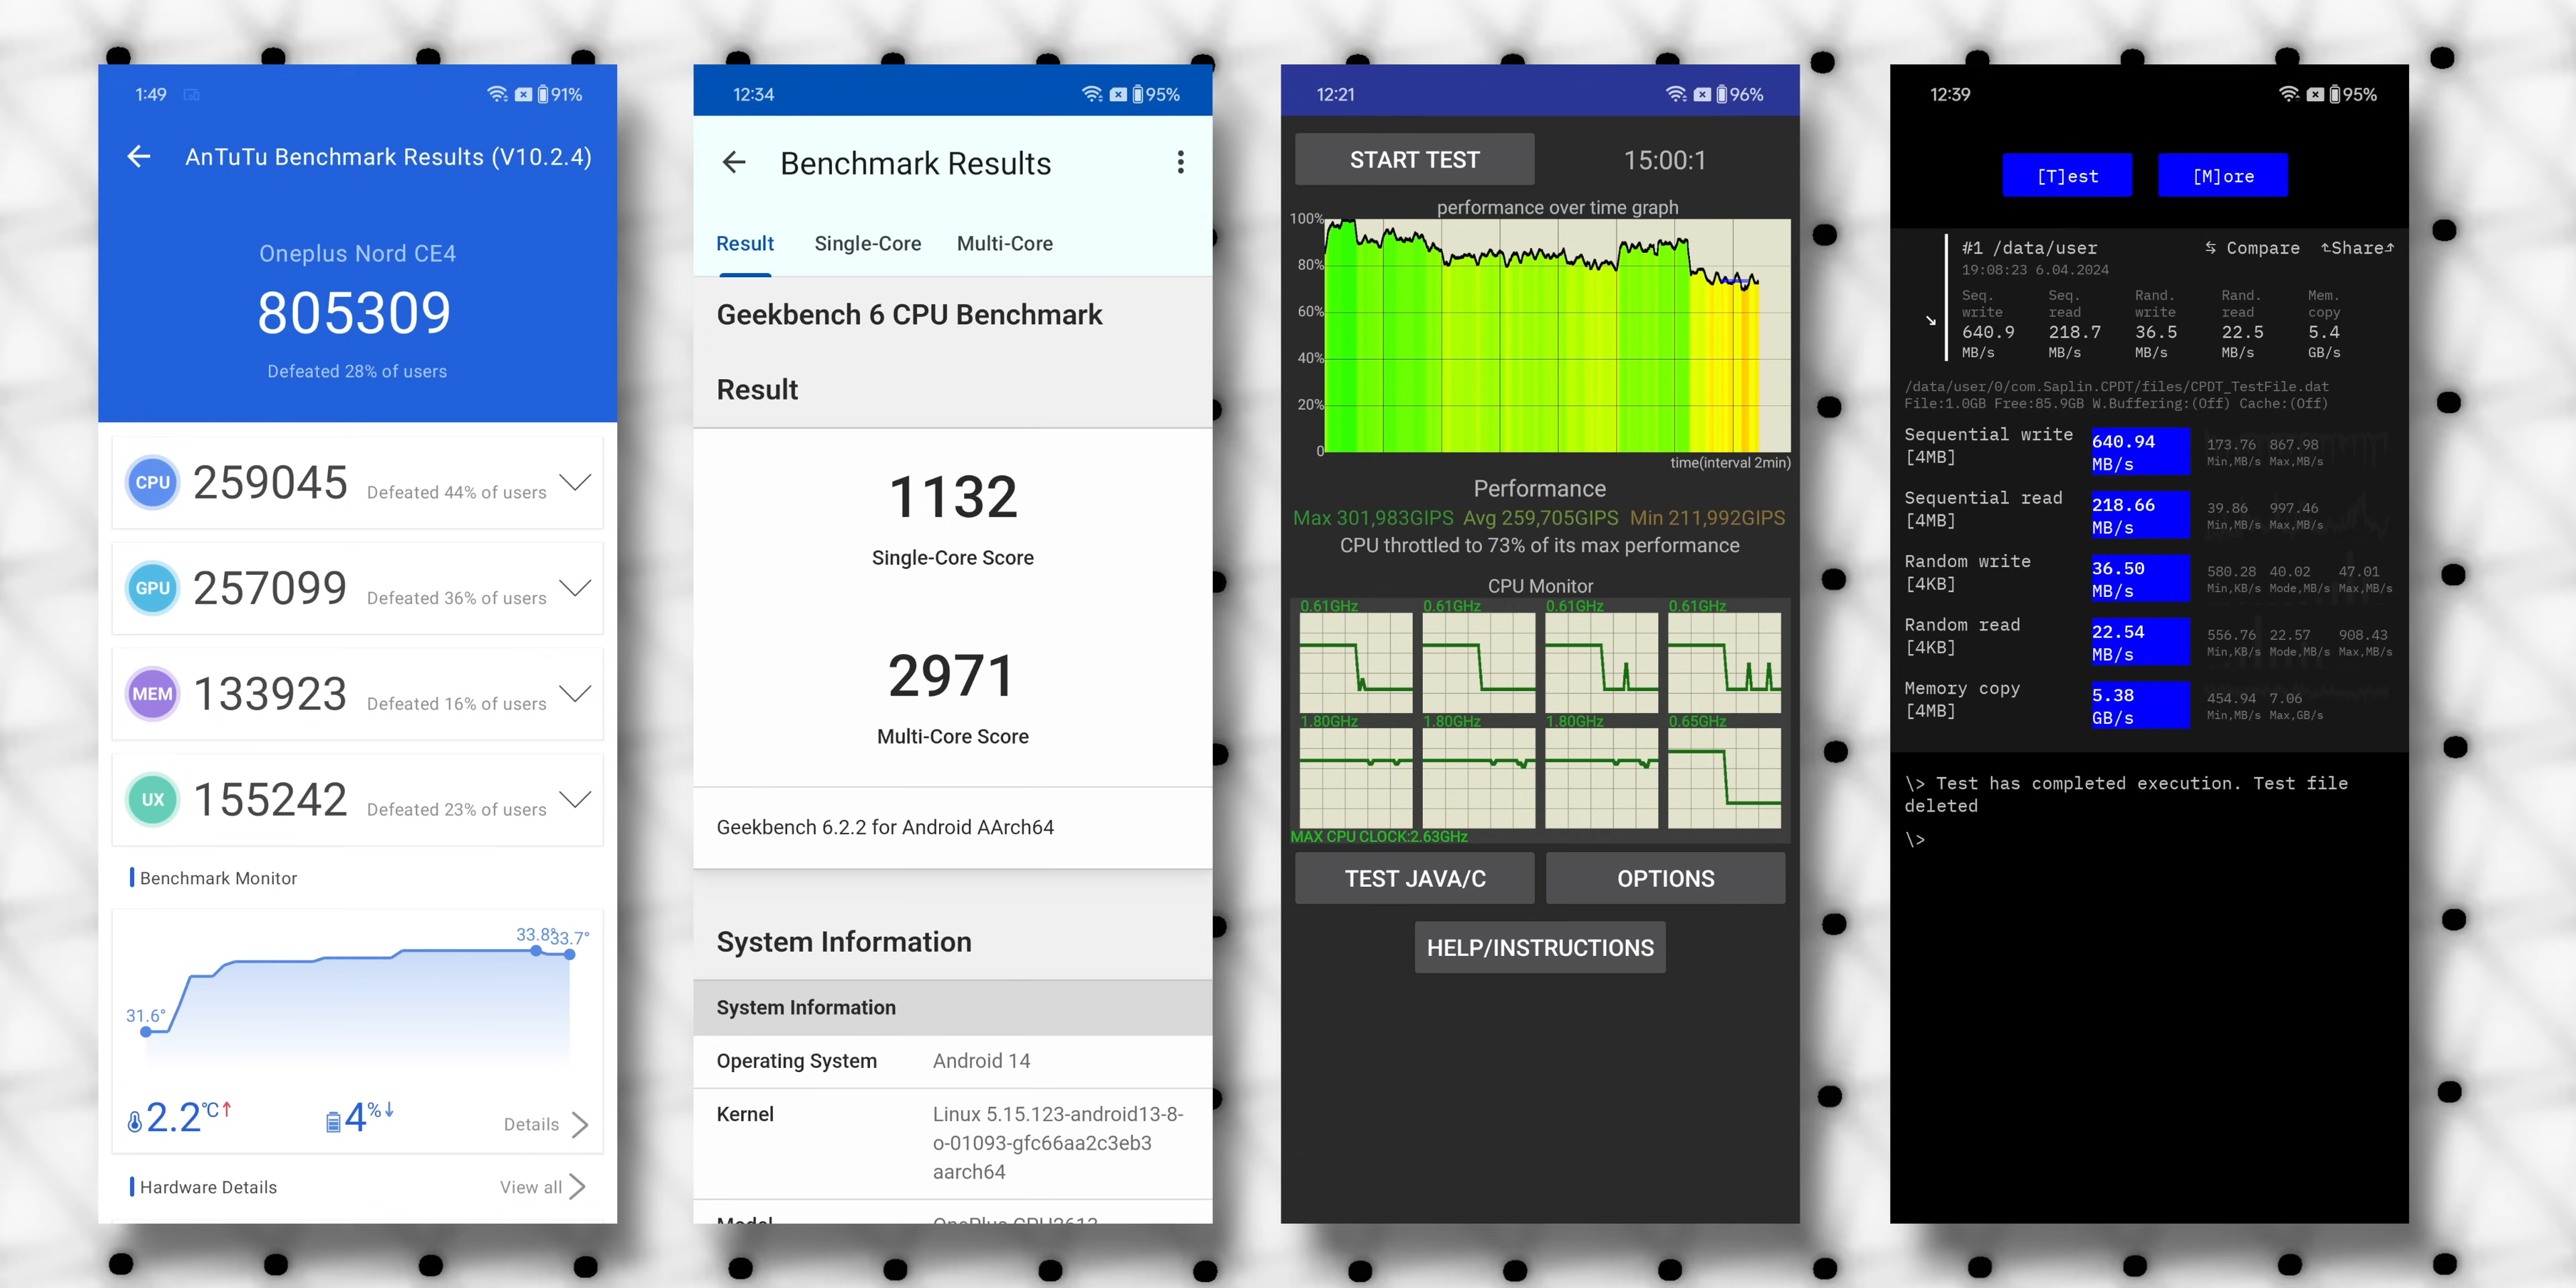 1:49
91%
AnTuTu Benchmark Results (V10.2.4)
Oneplus Nord CE4
805309
Defeated 28% of users
CPU 259045 Defeated 44% of users
GPU 257099 Defeated 36% of users
MEM 133923 Defeated 16% of users
UX 155242 Defeated 23% of users
Benchmark Monitor
33.8° 33.7°
31.6°
2.2°C↑ 4%↓ Details
Hardware Details View all
12:34
95%
Benchmark Results
Result Single-Core Multi-Core
Geekbench 6 CPU Benchmark
Result
1132
Single-Core Score
2971
Multi-Core Score
Geekbench 6.2.2 for Android AArch64
System Information
System Information
Operating System Android 14
Kernel Linux 5.15.123-android13-8-
o-01093-gfc66aa2c3eb3
aarch64
Model OnePlus CPH2613
12:21
96%
START TEST 15:00:1
performance over time graph
100%
80%
60%
40%
20%
0
time(interval 2min)
Performance
Max 301,983GIPS Avg 259,705GIPS Min 211,992GIPS
CPU throttled to 73% of its max performance
CPU Monitor
0.61GHz 0.61GHz 0.61GHz 0.61GHz
1.80GHz 1.80GHz 1.80GHz 0.65GHz
MAX CPU CLOCK:2.63GHz
TEST JAVA/C OPTIONS
HELP/INSTRUCTIONS
12:39
95%
[T]est [M]ore
#1 /data/user ⇆ Compare Share
19:08:23 6.04.2024
Seq. Seq. Rand. Rand. Mem.
write read write read copy
640.9 218.7 36.5 22.5 5.4
MB/s MB/s MB/s MB/s GB/s
/data/user/0/com.Saplin.CPDT/files/CPDT_TestFile.dat
File:1.0GB Free:85.9GB W.Buffering:(Off) Cache:(Off)
Sequential write 640.94 173.76 867.98
[4MB] MB/s Min,MB/s Max,MB/s
Sequential read 218.66 39.86 997.46
[4MB] MB/s Min,MB/s Max,MB/s
Random write 36.50 580.28 40.02 47.01
[4KB] MB/s Min,KB/s Mode,MB/s Max,MB/s
Random read 22.54 556.76 22.57 908.43
[4KB] MB/s Min,KB/s Mode,MB/s Max,MB/s
Memory copy 5.38 454.94 7.06
[4MB] GB/s Min,MB/s Max,GB/s
\> Test has completed execution. Test file
deleted
\>